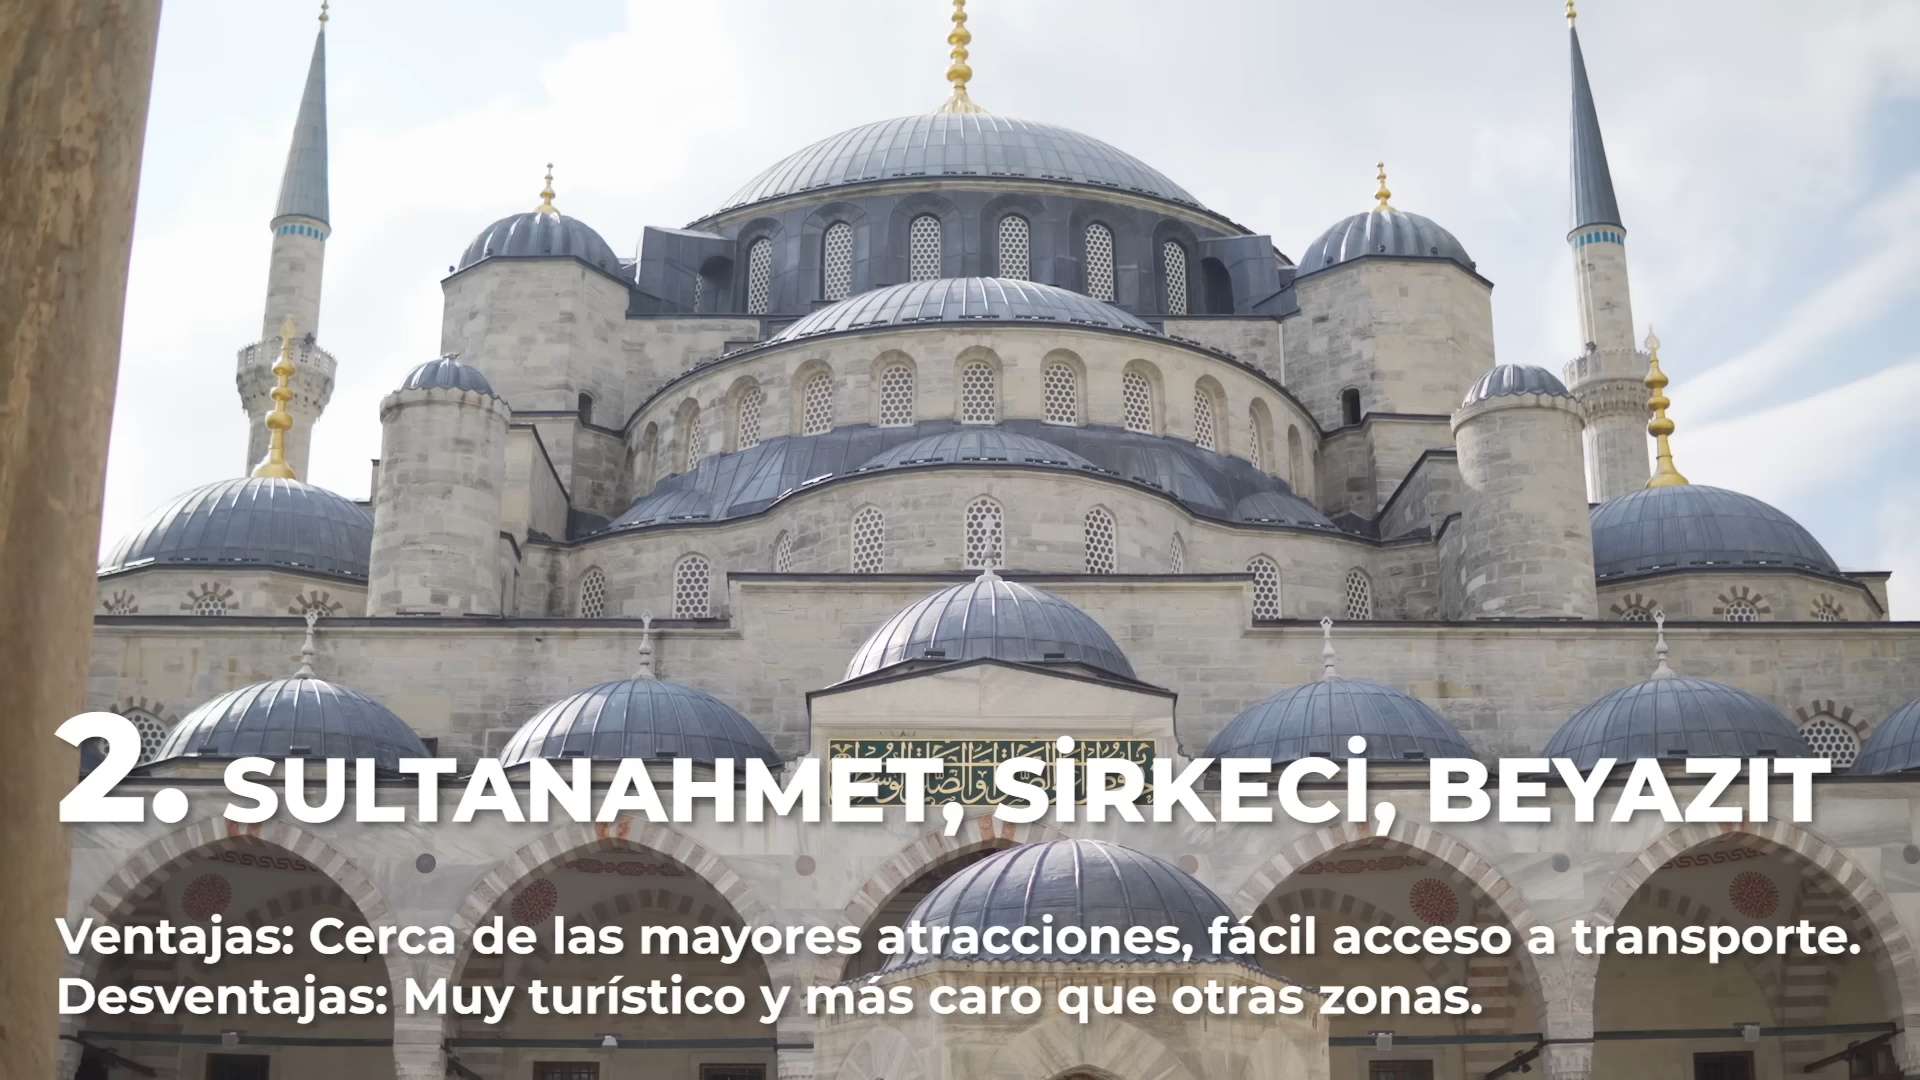 2. SULTANAHMET, SİRKECİ, BEYAZIT
Ventajas: Cerca de las mayores atracciones, fácil acceso a transporte.
Desventajas: Muy turístico y más caro que otras zonas.